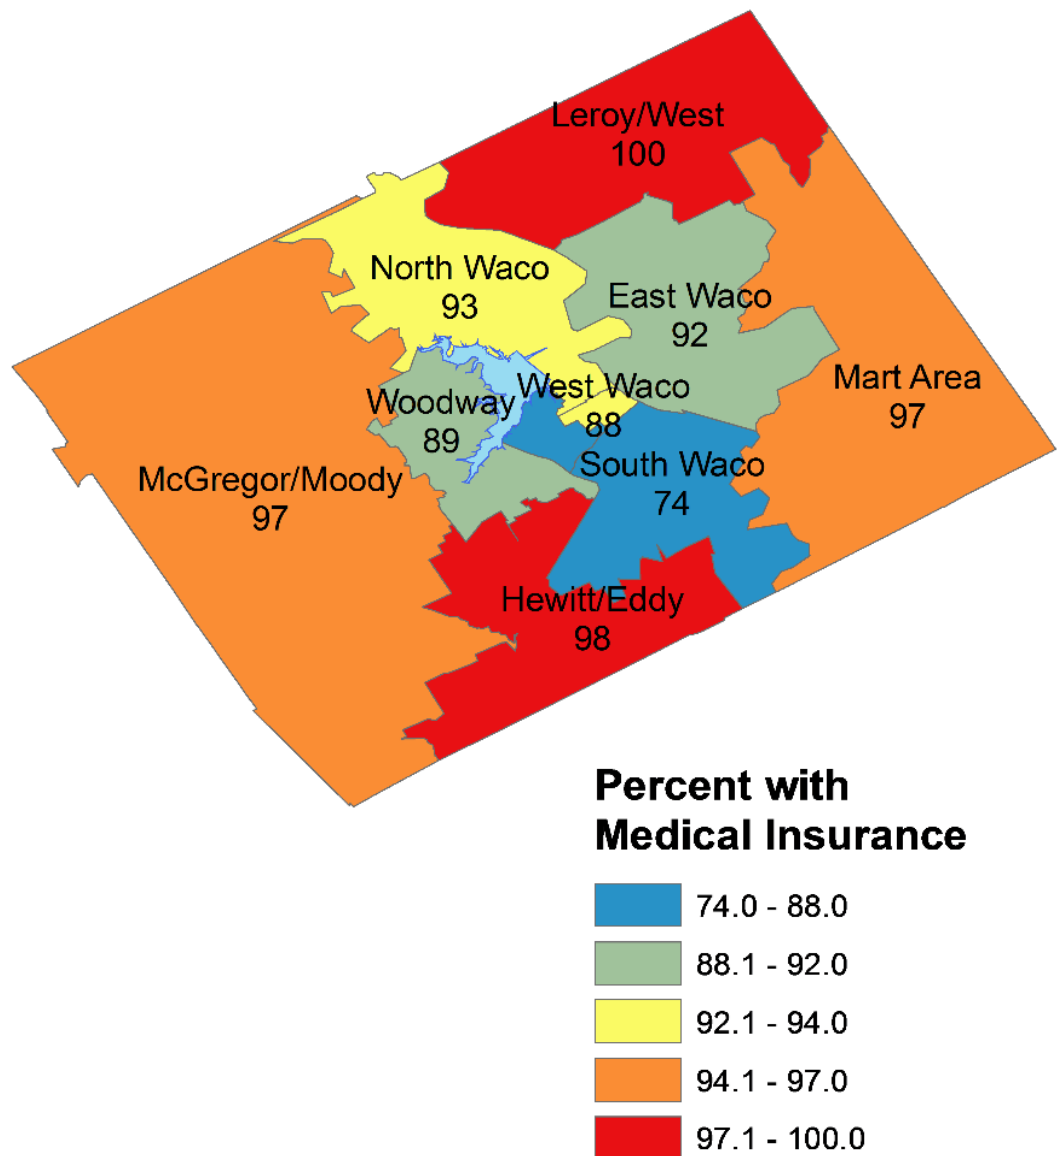 Leroy/West
100
North Waco
93
East Waco
92
West Waco
88
Woodway
89
Mart Area
97
McGregor/Moody
97
South Waco
74
Hewitt/Eddy
98
Percent with
Medical Insurance
74.0 - 88.0
88.1 - 92.0
92.1 - 94.0
94.1 - 97.0
97.1 - 100.0